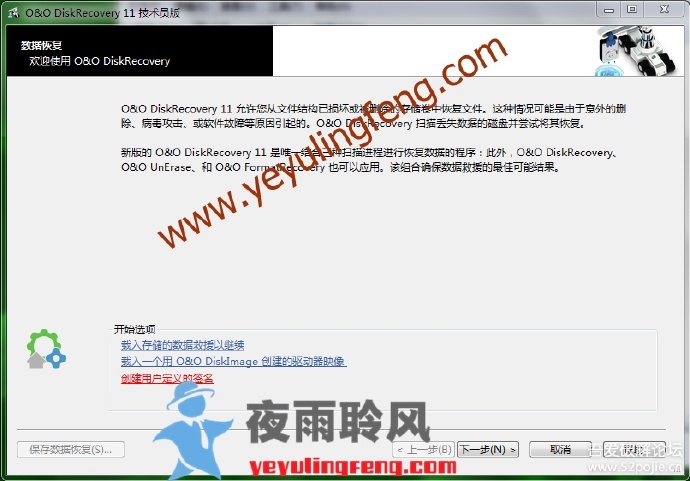 O&O DiskRecovery 11 技术员版
数据恢复
欢迎使用 O&O DiskRecovery
O&O DiskRecovery 11 允许您从文件结构已损坏或被删除的存储卷中恢复文件。这种情况可能是由于意外的删
除、病毒攻击、或软件故障等原因引起的。O&O DiskRecovery 扫描丢失数据的磁盘并尝试将其恢复。
新版的 O&O DiskRecovery 11 是唯一结合三种扫描进程进行恢复数据的程序：此外，O&O DiskRecovery、
O&O UnErase、和 O&O FormatRecovery 也可以应用。该组合确保数据救援的最佳可能结果。
www.yeyulingfeng.com
开始选项
载入存储的数据救援以继续
载入一个用 O&O DiskImage 创建的驱动器映像
创建用户定义的签名
夜雨聆风
yeyulingfeng.com
保存数据恢复(S)...
< 上一步(B)
下一步(N) >
取消
吾爱破解论坛
www.52pojie.cn